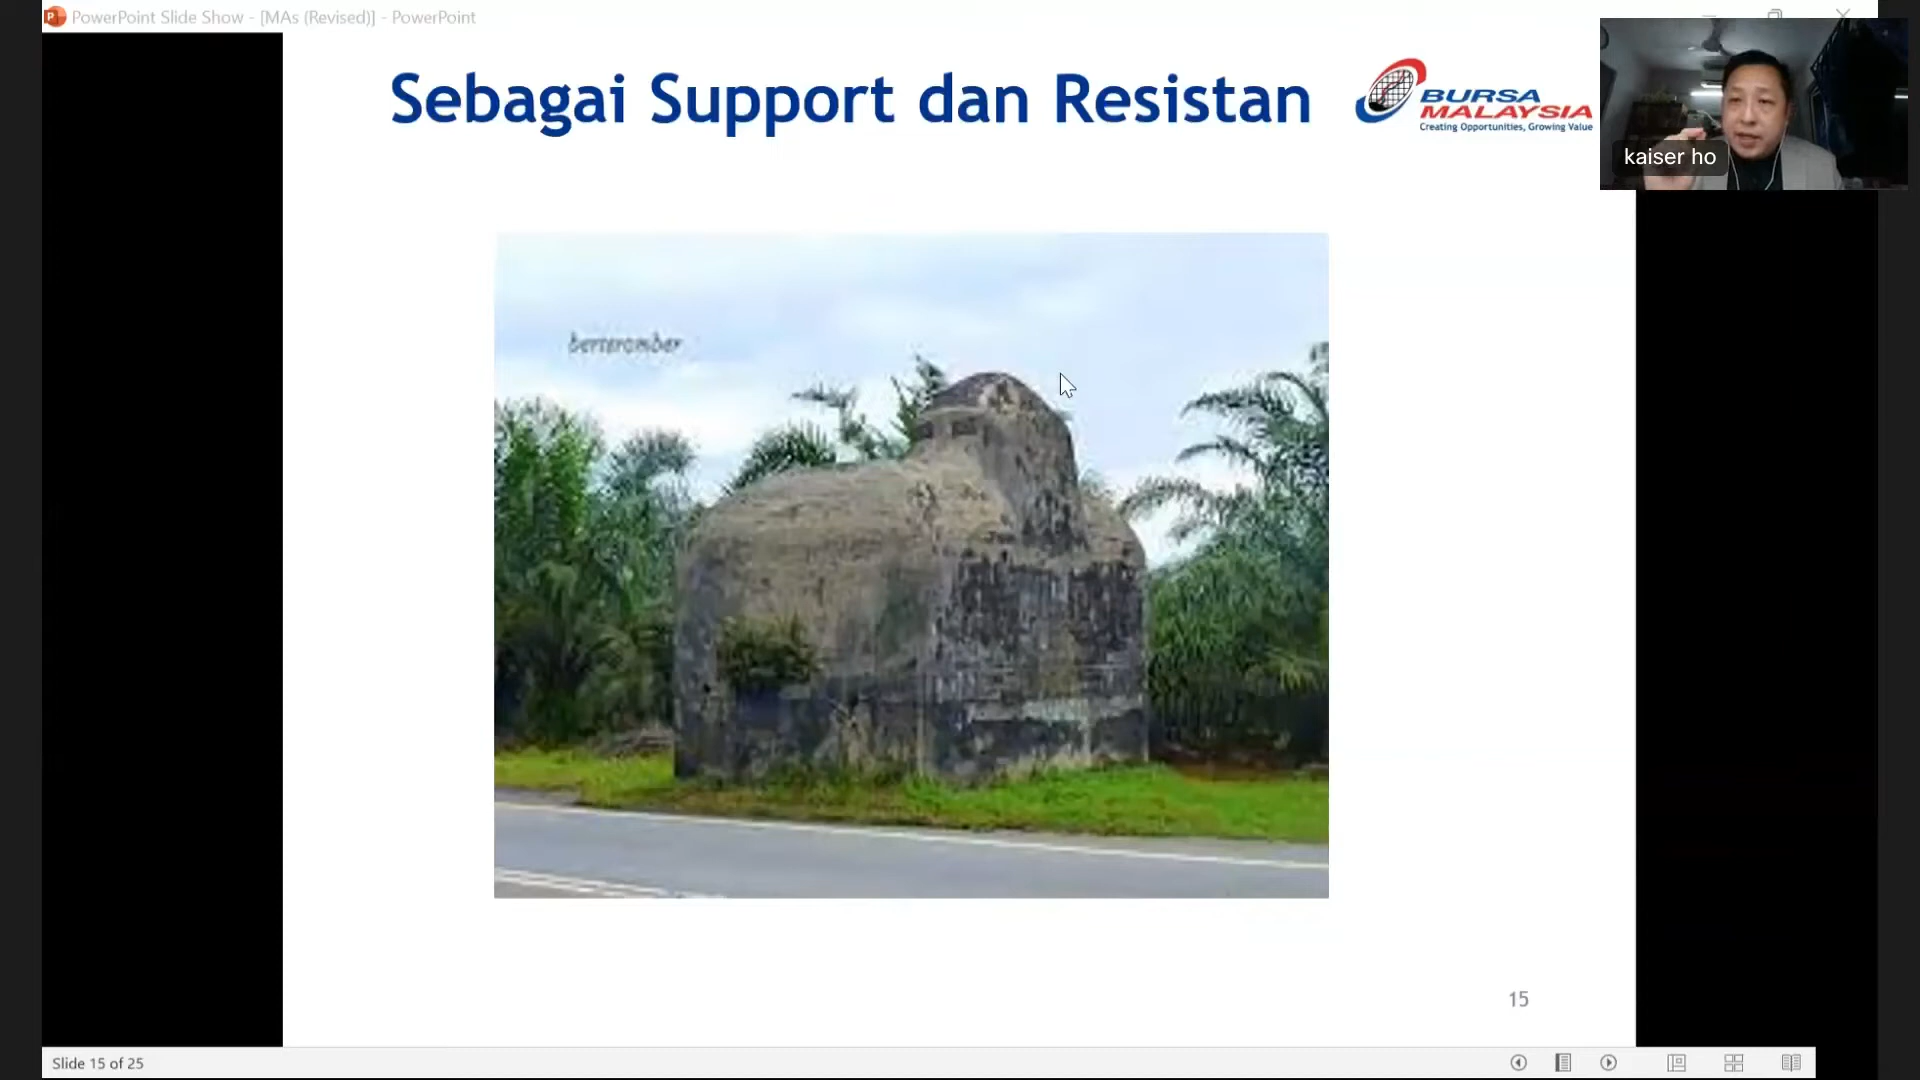 PowerPoint Slide Show - [MAs (Revised)] - PowerPoint
Sebagai Support dan Resistan
BURSA
MALAYSIA
Creating Opportunities, Growing Value
kaiser ho
berteromber
15
Slide 15 of 25